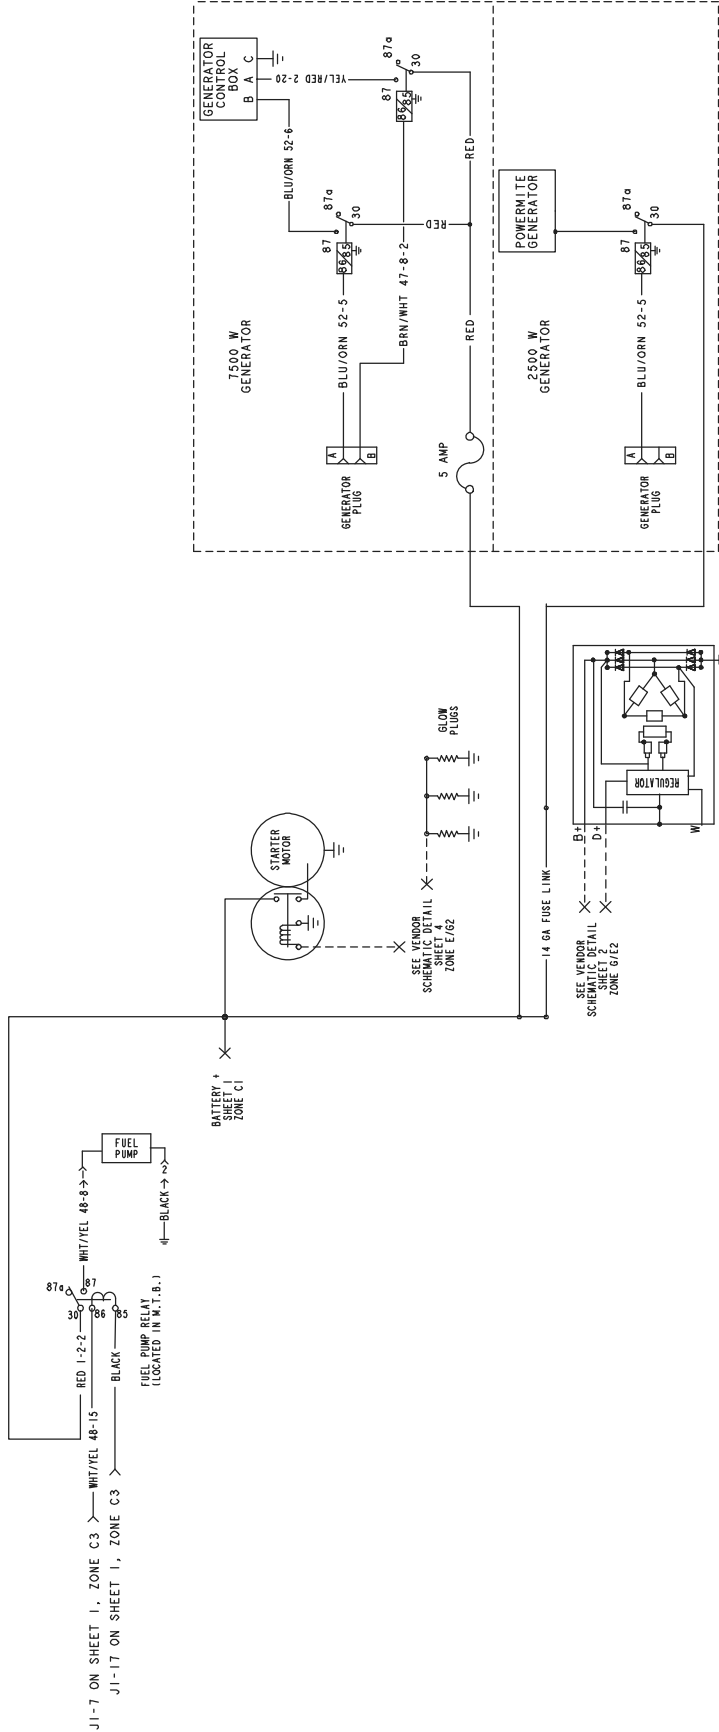 GENERATOR
CONTROL
BOX
B A C
YEL/RED 2-20
87a
30
87
86
85
BLU/ORN 52-6
RED
87a
30
87
86
85
RED
BRN/WHT 47-8-2
BLU/ORN 52-5
7500 W
GENERATOR
RED
A
B
GENERATOR
PLUG
5 AMP
POWERMITE
GENERATOR
87a
30
87
86
85
2500 W
GENERATOR
BLU/ORN 52-5
A
B
GENERATOR
PLUG
GLOW
PLUGS
STARTER
MOTOR
SEE VENDOR
SCHEMATIC DETAIL
SHEET 4
ZONE E/G2
14 GA FUSE LINK
REGULATOR
B+
D+
W
SEE VENDOR
SCHEMATIC DETAIL
SHEET 2
ZONE G/E2
BATTERY +
SHEET 1
ZONE C1
FUEL
PUMP
2
WHT/YEL 48-8
BLACK
87a
87
30
86
85
RED 1-2-2
BLACK
FUEL PUMP RELAY
(LOCATED IN M.T.B.)
WHT/YEL 48-15
J1-7 ON SHEET 1, ZONE C3
J1-17 ON SHEET 1, ZONE C3